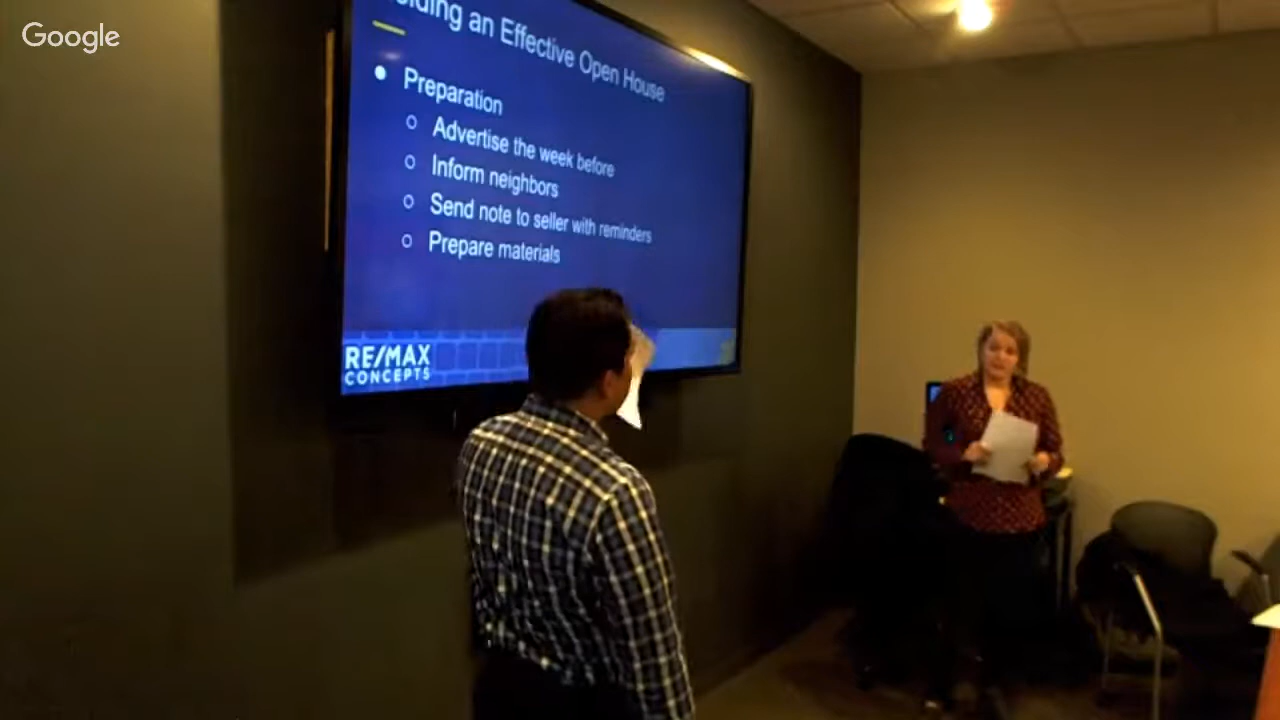 Google
an Effective Open House
Preparation
Advertise the week before
Inform neighbors
Send note to seller with reminders
Prepare materials
RE/MAX
CONCEPTS